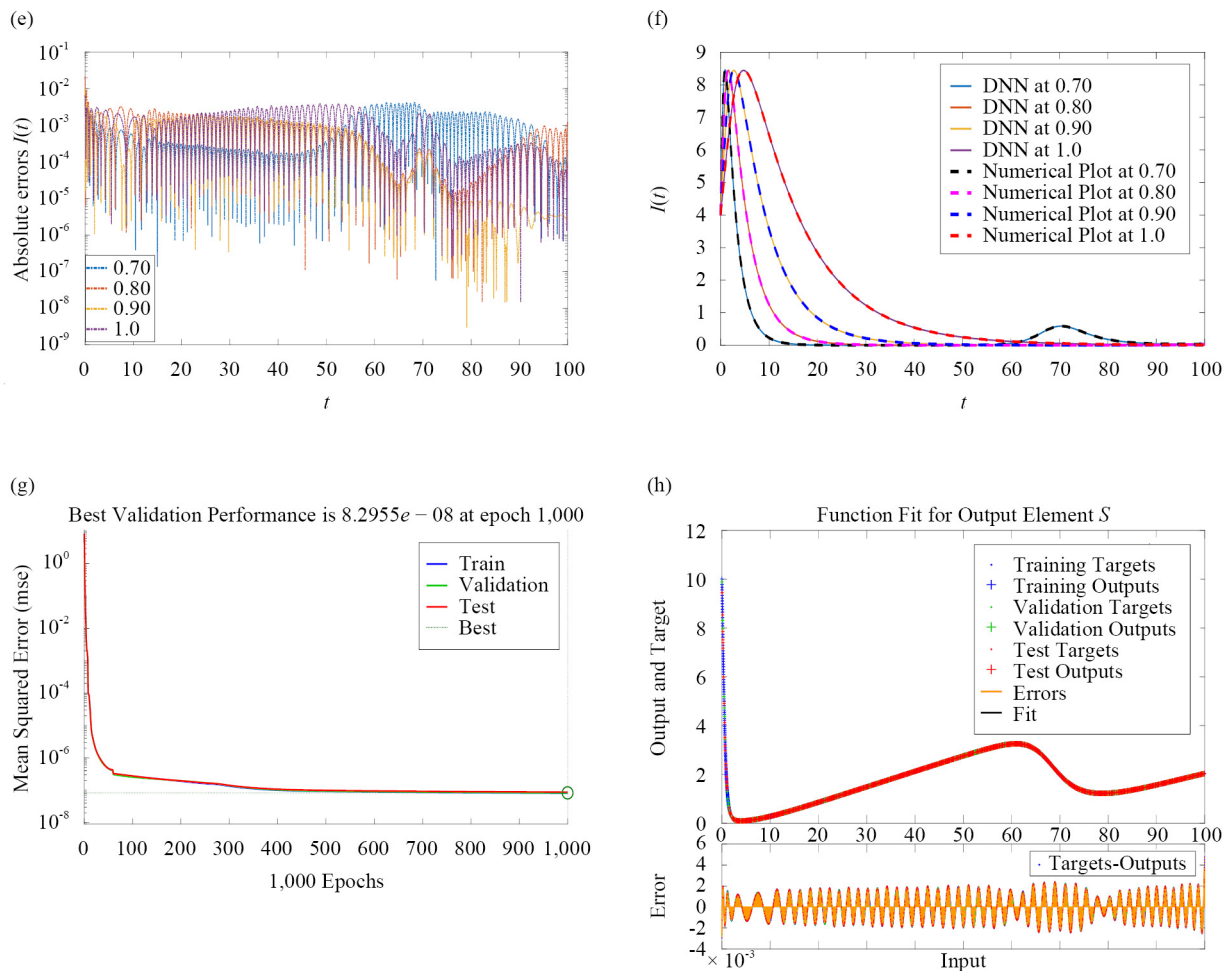 (e)
10^-1
10^-2
10^-3
10^-4
10^-5
10^-6
10^-7
10^-8
10^-9
Absolute errors I(t)
0.70
0.80
0.90
1.0
0 10 20 30 40 50 60 70 80 90 100
t
(f)
9
8
7
6
5
4
3
2
1
0
I(t)
DNN at 0.70
DNN at 0.80
DNN at 0.90
DNN at 1.0
Numerical Plot at 0.70
Numerical Plot at 0.80
Numerical Plot at 0.90
Numerical Plot at 1.0
0 10 20 30 40 50 60 70 80 90 100
t
(g)
Best Validation Performance is 8.2955e − 08 at epoch 1,000
10^0
10^-2
10^-4
10^-6
10^-8
Mean Squared Error (mse)
Train
Validation
Test
Best
0 100 200 300 400 500 600 700 800 900 1,000
1,000 Epochs
(h)
Function Fit for Output Element S
12
10
8
6
4
2
0
Output and Target
Training Targets
Training Outputs
Validation Targets
Validation Outputs
Test Targets
Test Outputs
Errors
Fit
0 10 20 30 40 50 60 70 80 90 100
6
4
2
0
-2
-4
Error
Targets-Outputs
× 10^-3
Input